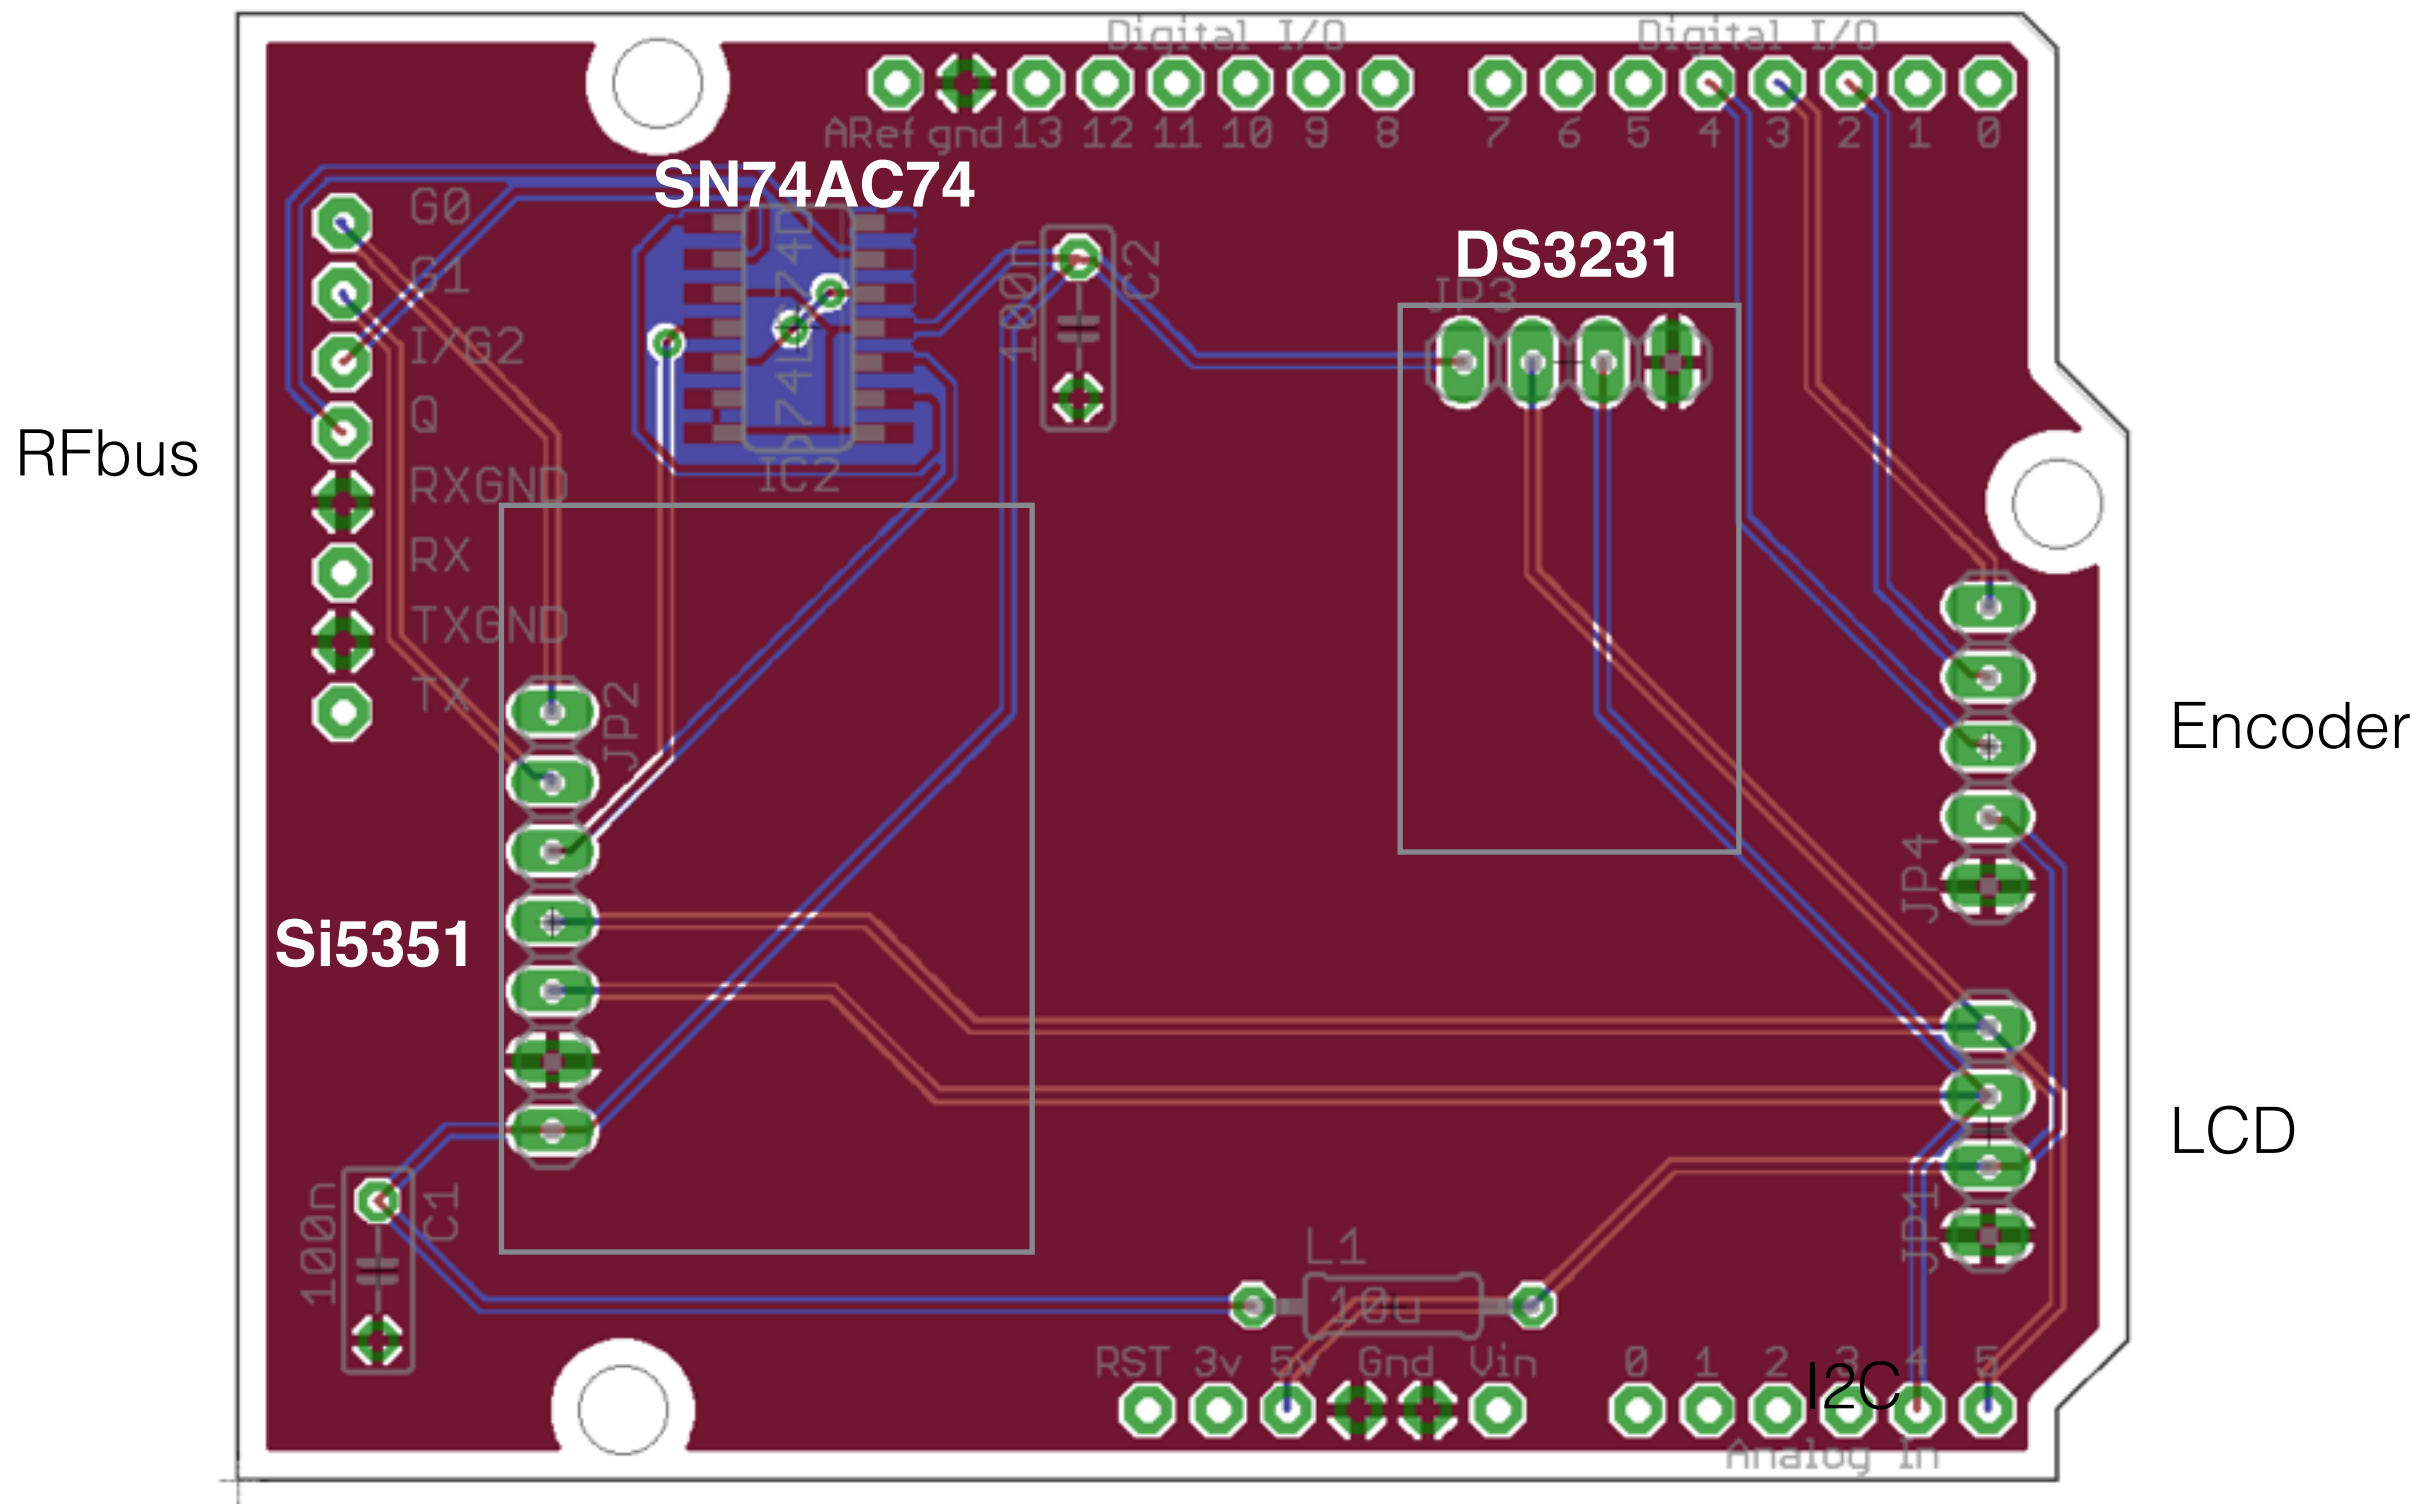 Digital I/O
Digital I/O
ARef gnd 13 12 11 10 9 8
7 6 5 4 3 2 1 0
SN74AC74
G0
G1
I/G2
Q
RXGND
RX
TXGND
TX
RFbus
IC2
100n
C2
DS3231
JP3
JP2
Si5351
Encoder
JP4
LCD
JP1
100n
C1
L1
10u
RST 3v 5v Gnd Vin
0 1 2 3 4 5
I2C
Analog In